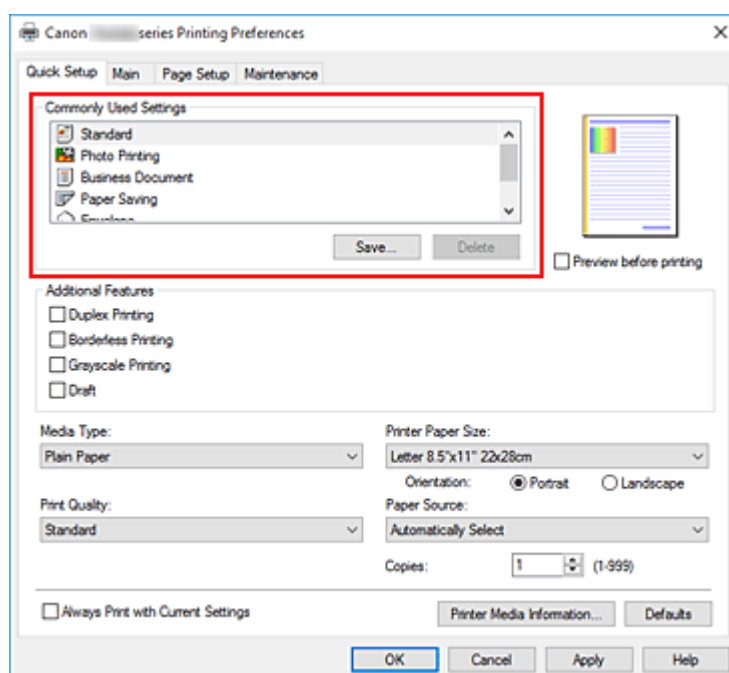 Canon series Printing Preferences
Quick Setup Main Page Setup Maintenance
Commonly Used Settings
Standard
Photo Printing
Business Document
Paper Saving
Envelope
Save... Delete
Preview before printing
Additional Features
Duplex Printing
Borderless Printing
Grayscale Printing
Draft
Media Type: Printer Paper Size:
Plain Paper Letter 8.5"x11" 22x28cm
Orientation: Portrait Landscape
Print Quality: Paper Source:
Standard Automatically Select
Copies: 1 (1-999)
Always Print with Current Settings Printer Media Information... Defaults
OK Cancel Apply Help